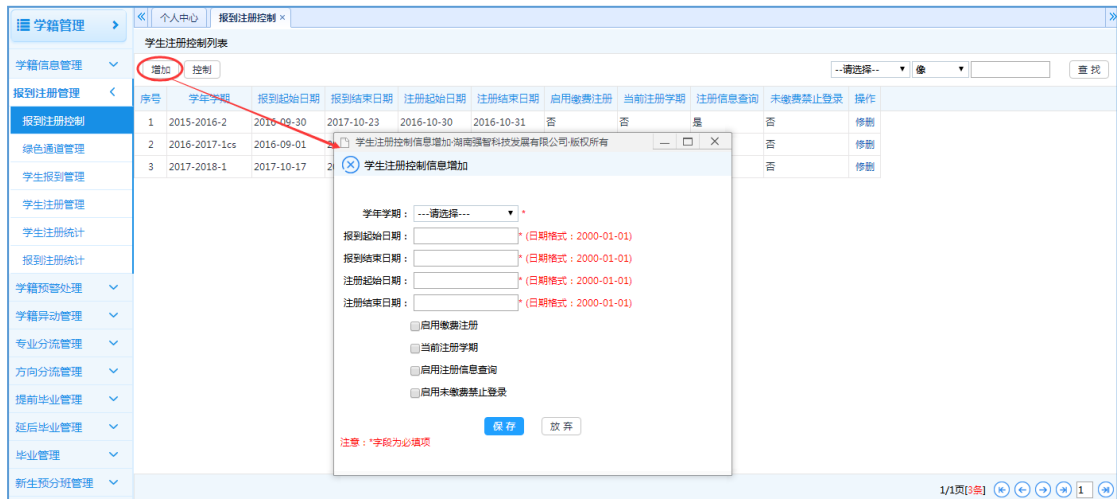 学籍管理
个人中心 报到注册控制 ×
学生注册控制列表
增加 控制 --请选择-- 像 查 找
学籍信息管理
报到注册管理
报到注册控制
绿色通道管理
学生报到管理
学生注册管理
学生注册统计
报到注册统计
学籍预警处理
学籍异动管理
专业分流管理
方向分流管理
提前毕业管理
延后毕业管理
毕业管理
新生预分班管理
序号 学年学期 报到起始日期 报到结束日期 注册起始日期 注册结束日期 启用缴费注册 当前注册学期 注册信息查询 未缴费禁止登录 操作
1 2015-2016-2 2016-09-30 2017-10-23 2016-10-30 2016-10-31 否 否 是 否 修删
2 2016-2017-1cs 2016-09-01 2 否 修删
3 2017-2018-1 2017-10-17 2 否 修删
学生注册控制信息增加-湖南强智科技发展有限公司·版权所有
学生注册控制信息增加
学年学期： ---请选择--- *
报到起始日期： * (日期格式：2000-01-01)
报到结束日期： * (日期格式：2000-01-01)
注册起始日期： * (日期格式：2000-01-01)
注册结束日期： * (日期格式：2000-01-01)
启用缴费注册
当前注册学期
启用注册信息查询
启用未缴费禁止登录
保 存 放 弃
注意：*字段为必填项
1/1页[3条] 1